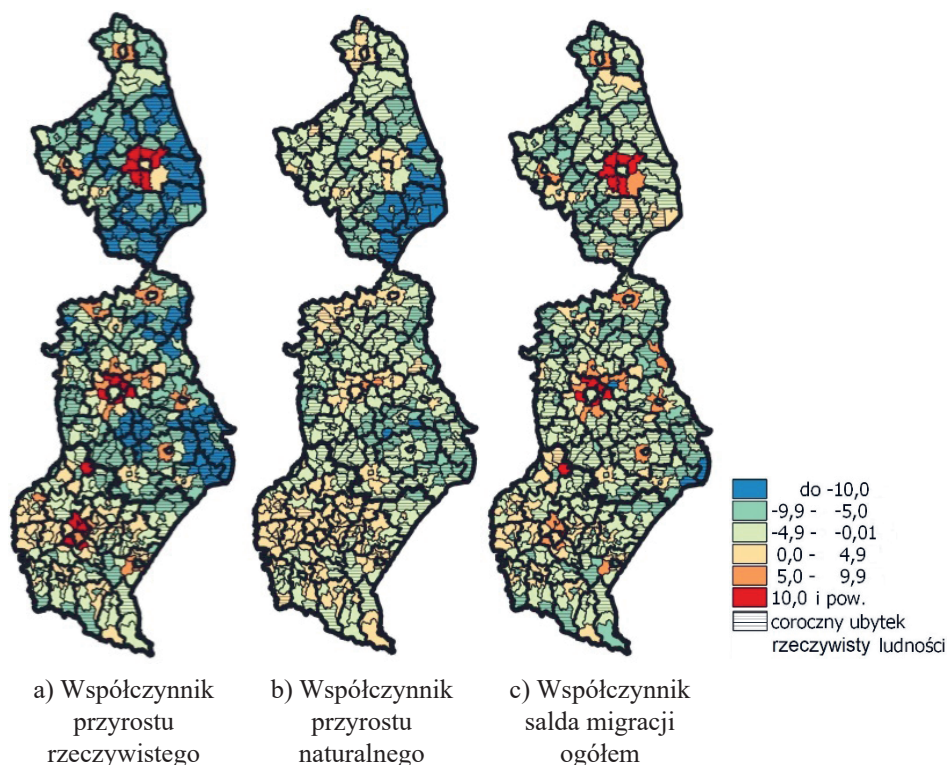 do -10,0
-9,9 - -5,0
-4,9 - -0,01
0,0 - 4,9
5,0 - 9,9
10,0 i pow.
coroczny ubytek
rzeczywisty ludności
a) Współczynnik
przyrostu
rzeczywistego
b) Współczynnik
przyrostu
naturalnego
c) Współczynnik
salda migracji
ogółem